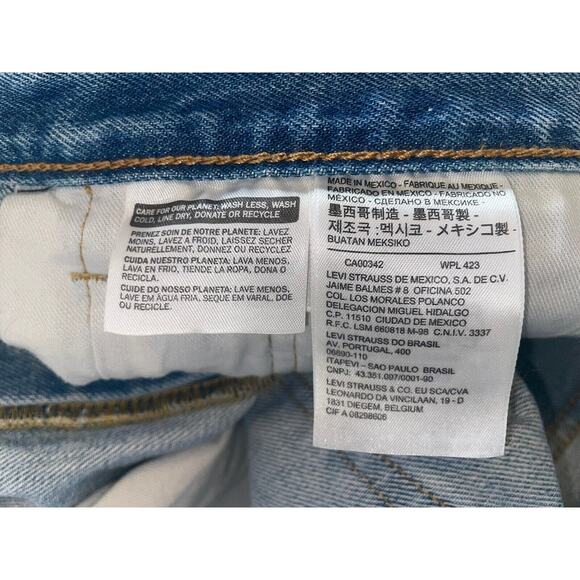 CARE FOR OUR PLANET: WASH LESS, WASH
COLD, LINE DRY, DONATE OR RECYCLE
PRENEZ SOIN DE NOTRE PLANETE: LAVEZ
MOINS, LAVEZ A FROID, LAISSEZ SECHER
NATURELLEMENT, DONNEZ OU RECYCLEZ
CUIDA NUESTRO PLANETA: LAVA MENOS,
LAVA EN FRIO, TIENDE LA ROPA, DONA O
RECICLA.
CUIDE DO NOSSO PLANETA: LAVE MENOS,
LAVE EM ÁGUA FRIA, SEQUE EM VARAL, DOE
OU RECICLE.
MADE IN MEXICO - FABRIQUE AU MEXIQUE -
FABRICADO EN MEXICO - FABRICADO NO
MÉXICO - СДЕЛАНО В МЕКСИКЕ -
墨西哥制造 - 墨西哥製 -
제조국 :멕시코 - メキシコ製 -
BUATAN MEKSIKO
CA00342 WPL 423
LEVI STRAUSS DE MEXICO, S.A. DE C.V.
JAIME BALMES # 8 OFICINA 502
COL. LOS MORALES POLANCO
DELEGACION MIGUEL HIDALGO
C.P. 11510 CIUDAD DE MEXICO
R.F.C. LSM 660818 M-98 C.N.I.V. 3337
LEVI STRAUSS DO BRASIL
AV. PORTUGAL, 400
06690-110
ITAPEVI - SAO PAULO BRASIL
CNPJ: 43.351.097/0001-90
LEVI STRAUSS & CO. EU SCA/CVA
LEONARDO DA VINCILAAN, 19 - D
1831 DIEGEM, BELGIUM
CIF A 08298606